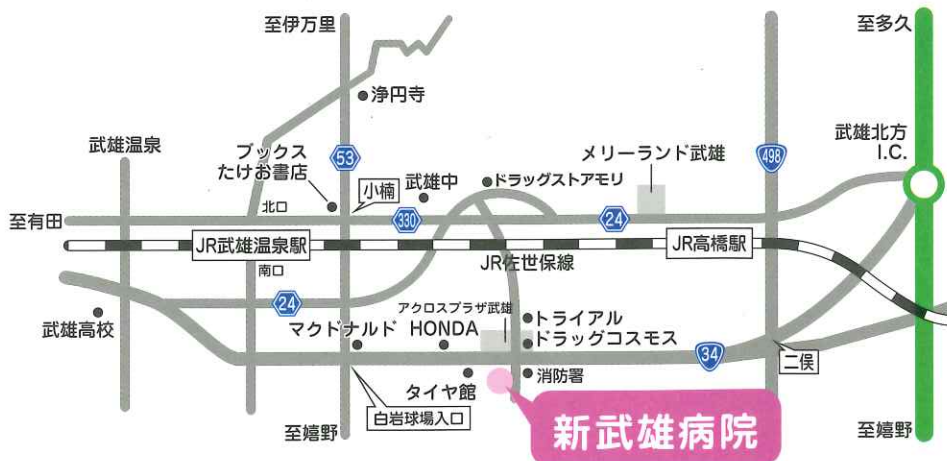 至伊万里
至多久
浄円寺
武雄温泉
ブックス
たけお書店
53
小楠
武雄中
ドラッグストアモリ
メリーランド武雄
498
武雄北方
I.C.
北口
330
24
至有田
JR武雄温泉駅
JR佐世保線
JR高橋駅
南口
24
武雄高校
マクドナルド
HONDA
アクロスプラザ武雄
トライアル
ドラッグコスモス
34
二俣
タイヤ館
消防署
白岩球場入口
新武雄病院
至嬉野
至嬉野